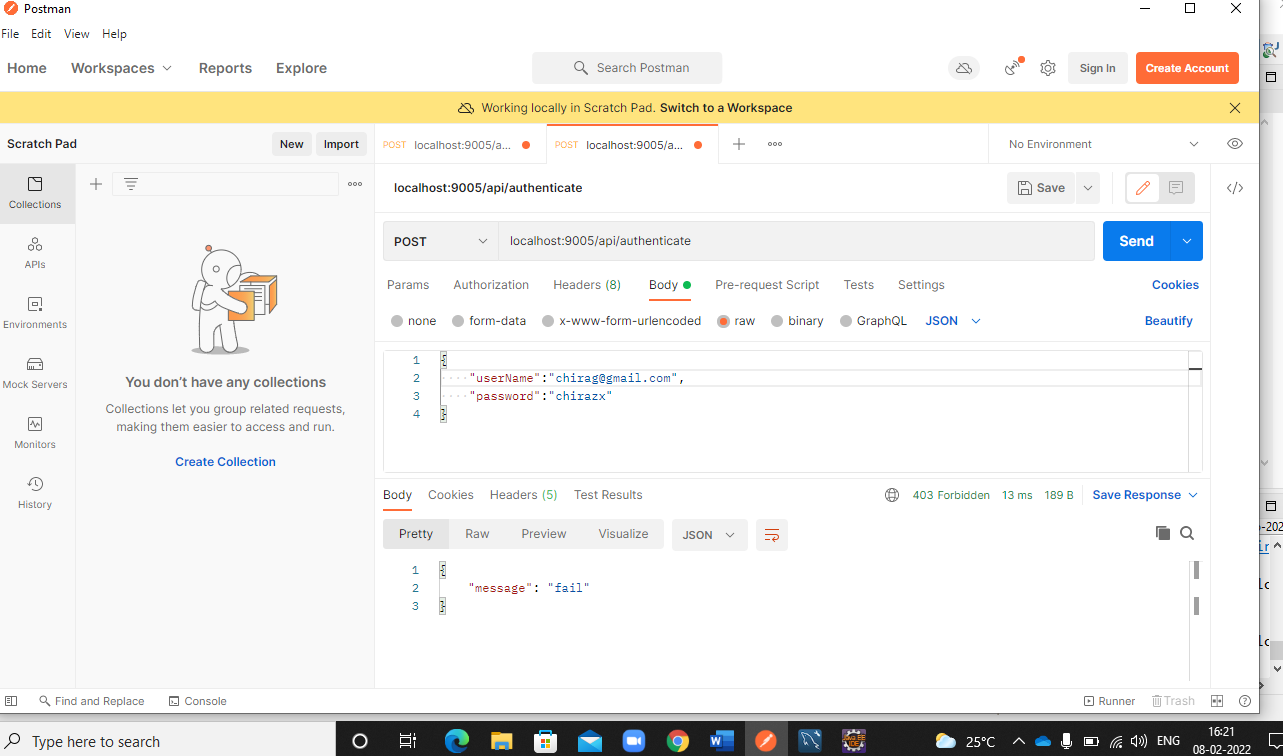 Postman
File Edit View Help
Home Workspaces Reports Explore
Search Postman
Sign In
Create Account
Working locally in Scratch Pad. Switch to a Workspace
Scratch Pad
New
Import
POST localhost:9005/a...
POST localhost:9005/a...
No Environment
Collections
APIs
Environments
Mock Servers
Monitors
History
You don't have any collections
Collections let you group related requests,
making them easier to access and run.
Create Collection
localhost:9005/api/authenticate
Save
POST
localhost:9005/api/authenticate
Send
Params Authorization Headers (8) Body Pre-request Script Tests Settings Cookies
none form-data x-www-form-urlencoded raw binary GraphQL JSON Beautify
1 {
2 "userName":"chirag@gmail.com",
3 "password":"chirazx"
4 }
Body Cookies Headers (5) Test Results
403 Forbidden 13 ms 189 B Save Response
Pretty Raw Preview Visualize JSON
1 {
2 "message": "fail"
3 }
Find and Replace Console
Runner Trash
Type here to search
25°C
ENG
16:21
08-02-2022